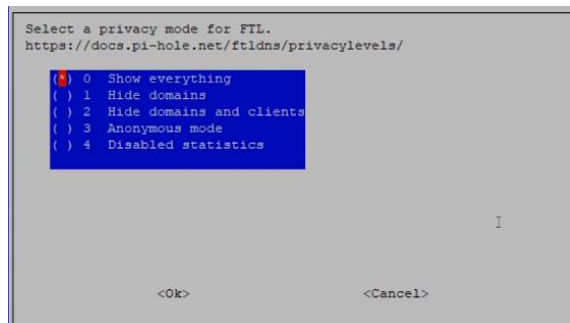 Select a privacy mode for FTL.
https://docs.pi-hole.net/ftldns/privacylevels/
(*) 0 Show everything
( ) 1 Hide domains
( ) 2 Hide domains and clients
( ) 3 Anonymous mode
( ) 4 Disabled statistics
<Ok> <Cancel>